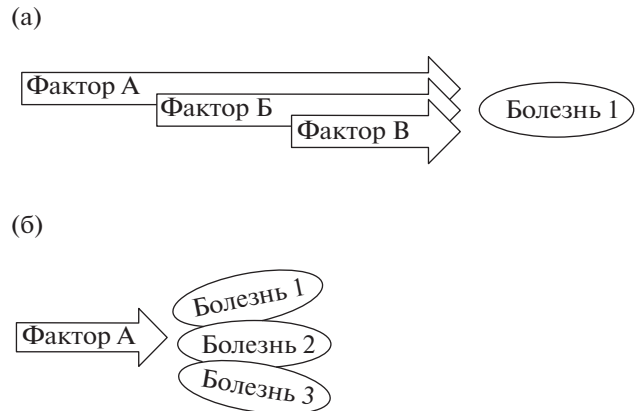 (а)
Фактор А
Фактор Б
Фактор В
Болезнь 1
(б)
Фактор А
Болезнь 1
Болезнь 2
Болезнь 3